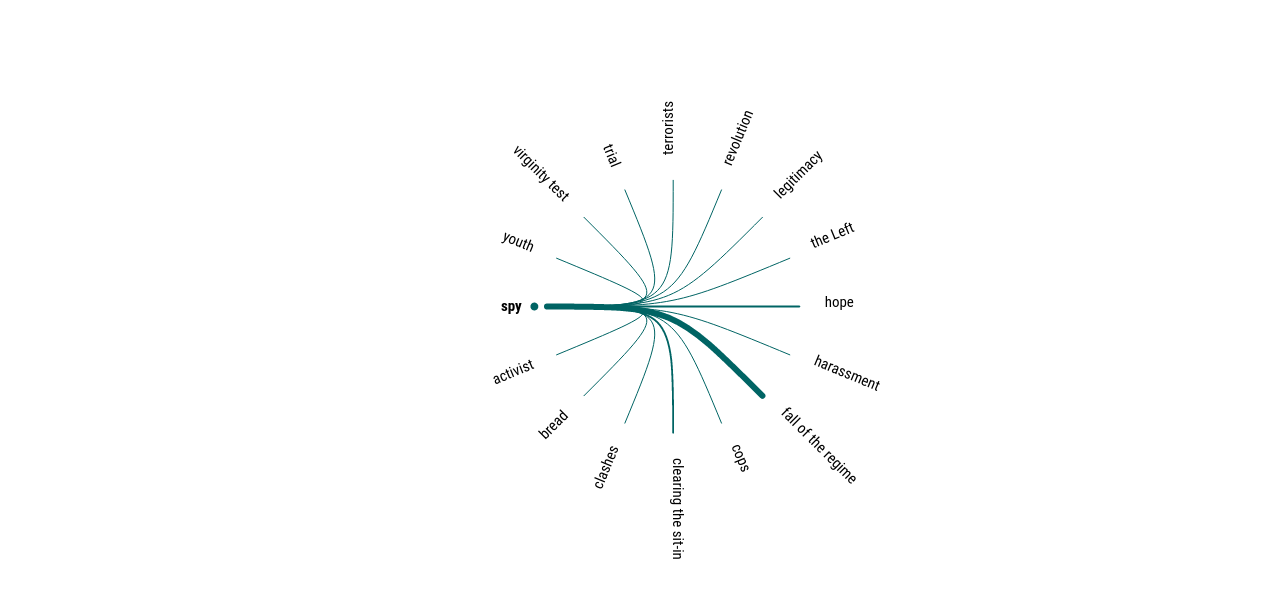 terrorists
revolution
trial
virginity test
legitimacy
youth
the Left
spy
hope
activist
harassment
bread
fall of the regime
clashes
cops
clearing the sit-in